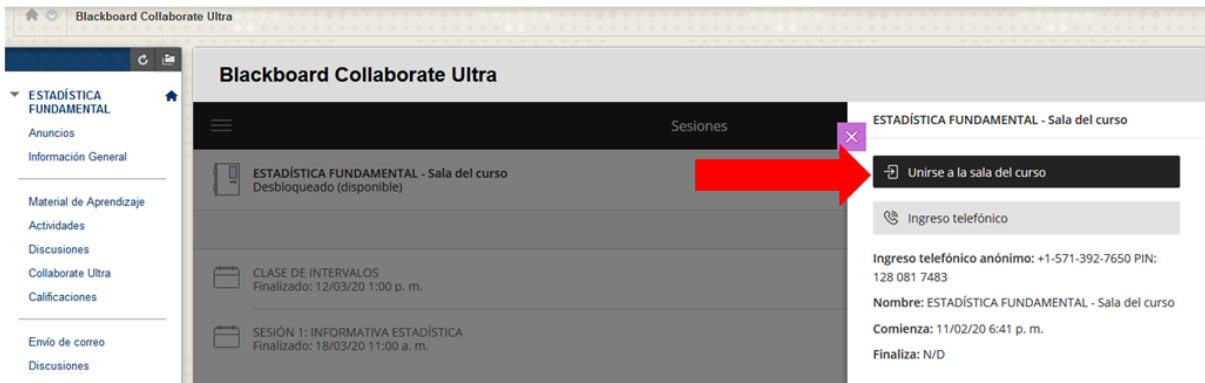 Blackboard Collaborate Ultra
ESTADÍSTICA
FUNDAMENTAL
Anuncios
Información General
Material de Aprendizaje
Actividades
Discusiones
Collaborate Ultra
Calificaciones
Envío de correo
Discusiones
Blackboard Collaborate Ultra
Sesiones
ESTADÍSTICA FUNDAMENTAL - Sala del curso
Desbloqueado (disponible)
CLASE DE INTERVALOS
Finalizado: 12/03/20 1:00 p. m.
SESIÓN 1: INFORMATIVA ESTADÍSTICA
Finalizado: 18/03/20 11:00 a. m.
ESTADÍSTICA FUNDAMENTAL - Sala del curso
Unirse a la sala del curso
Ingreso telefónico
Ingreso telefónico anónimo: +1-571-392-7650 PIN:
128 081 7483
Nombre: ESTADÍSTICA FUNDAMENTAL - Sala del curso
Comienza: 11/02/20 6:41 p. m.
Finaliza: N/D